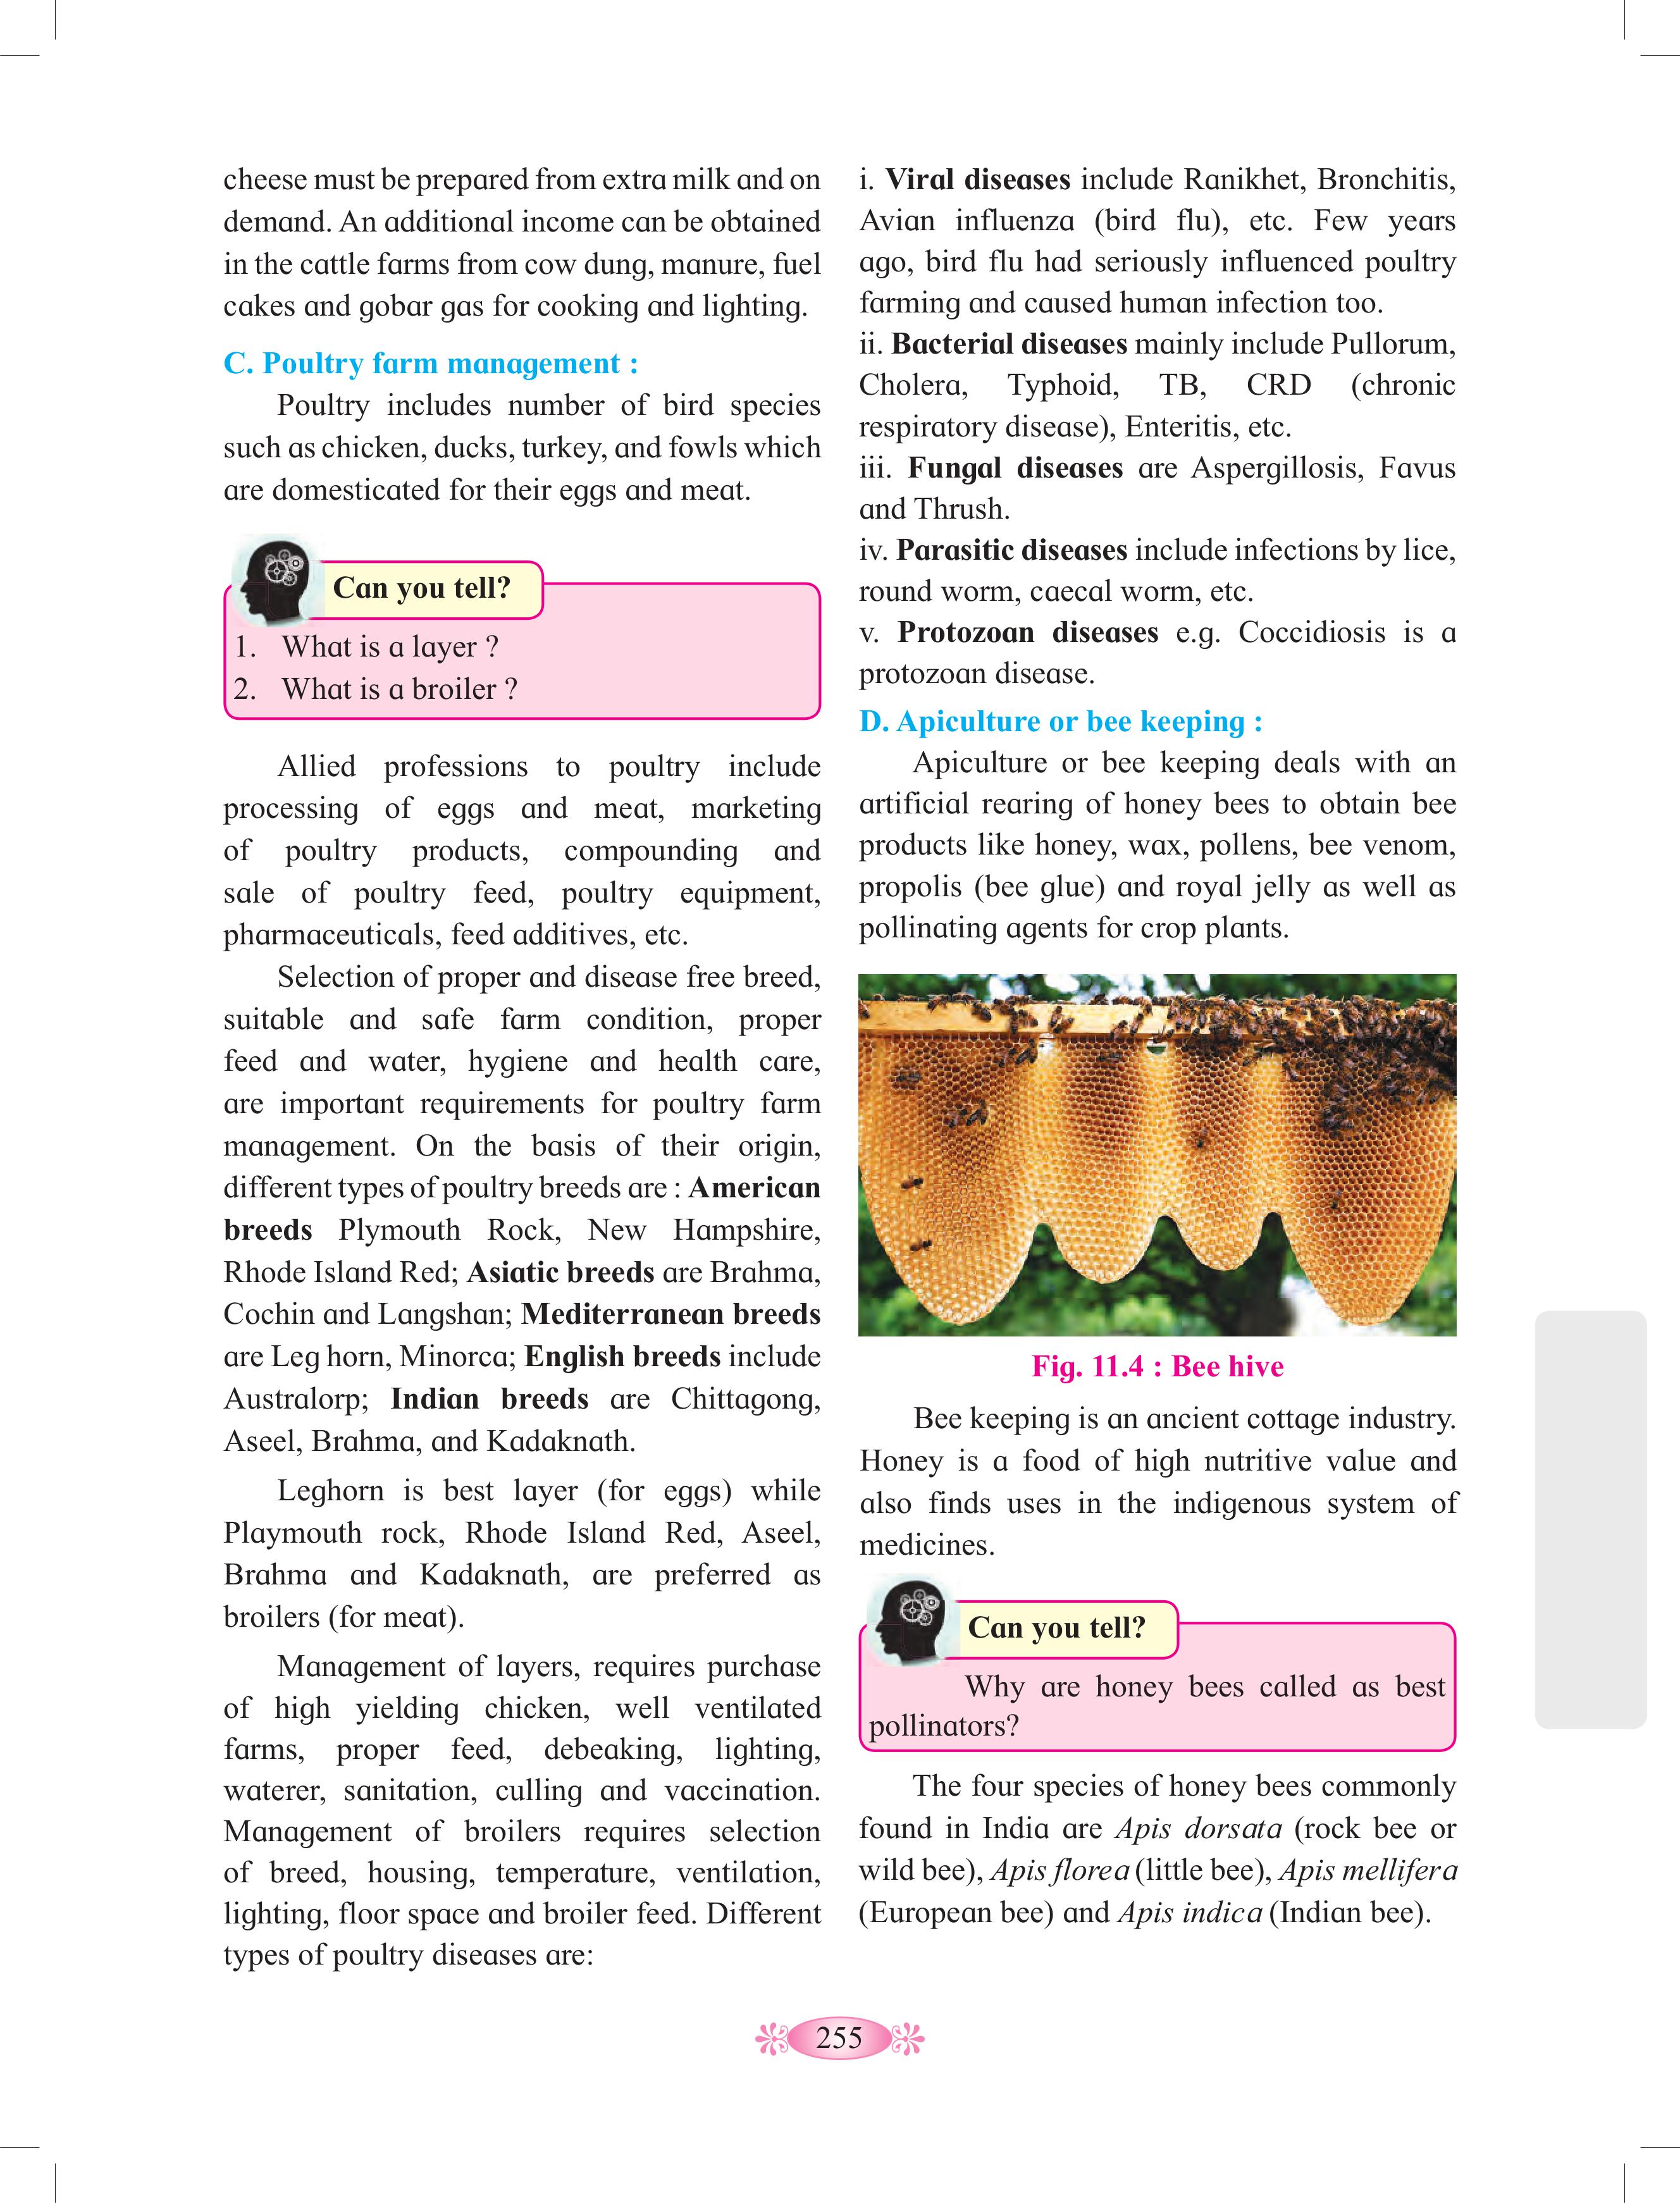 cheese must be prepared from extra milk and on
demand. An additional income can be obtained
in the cattle farms from cow dung, manure, fuel
cakes and gobar gas for cooking and lighting.
C. Poultry farm management :
Poultry includes number of bird species
such as chicken, ducks, turkey, and fowls which
are domesticated for their eggs and meat.
Can you tell?
1. What is a layer ?
2. What is a broiler ?
Allied professions to poultry include
processing of eggs and meat, marketing
of poultry products, compounding and
sale of poultry feed, poultry equipment,
pharmaceuticals, feed additives, etc.
Selection of proper and disease free breed,
suitable and safe farm condition, proper
feed and water, hygiene and health care,
are important requirements for poultry farm
management. On the basis of their origin,
different types of poultry breeds are : American
breeds Plymouth Rock, New Hampshire,
Rhode Island Red; Asiatic breeds are Brahma,
Cochin and Langshan; Mediterranean breeds
are Leg horn, Minorca; English breeds include
Australorp; Indian breeds are Chittagong,
Aseel, Brahma, and Kadaknath.
Leghorn is best layer (for eggs) while
Playmouth rock, Rhode Island Red, Aseel,
Brahma and Kadaknath, are preferred as
broilers (for meat).
Management of layers, requires purchase
of high yielding chicken, well ventilated
farms, proper feed, debeaking, lighting,
waterer, sanitation, culling and vaccination.
Management of broilers requires selection
of breed, housing, temperature, ventilation,
lighting, floor space and broiler feed. Different
types of poultry diseases are:
i. Viral diseases include Ranikhet, Bronchitis,
Avian influenza (bird flu), etc. Few years
ago, bird flu had seriously influenced poultry
farming and caused human infection too.
ii. Bacterial diseases mainly include Pullorum,
Cholera, Typhoid, TB, CRD (chronic
respiratory disease), Enteritis, etc.
iii. Fungal diseases are Aspergillosis, Favus
and Thrush.
iv. Parasitic diseases include infections by lice,
round worm, caecal worm, etc.
v. Protozoan diseases e.g. Coccidiosis is a
protozoan disease.
D. Apiculture or bee keeping :
Apiculture or bee keeping deals with an
artificial rearing of honey bees to obtain bee
products like honey, wax, pollens, bee venom,
propolis (bee glue) and royal jelly as well as
pollinating agents for crop plants.
Fig. 11.4 : Bee hive
Bee keeping is an ancient cottage industry.
Honey is a food of high nutritive value and
also finds uses in the indigenous system of
medicines.
Can you tell?
Why are honey bees called as best
pollinators?
The four species of honey bees commonly
found in India are Apis dorsata (rock bee or
wild bee), Apis florea (little bee), Apis mellifera
(European bee) and Apis indica (Indian bee).
255